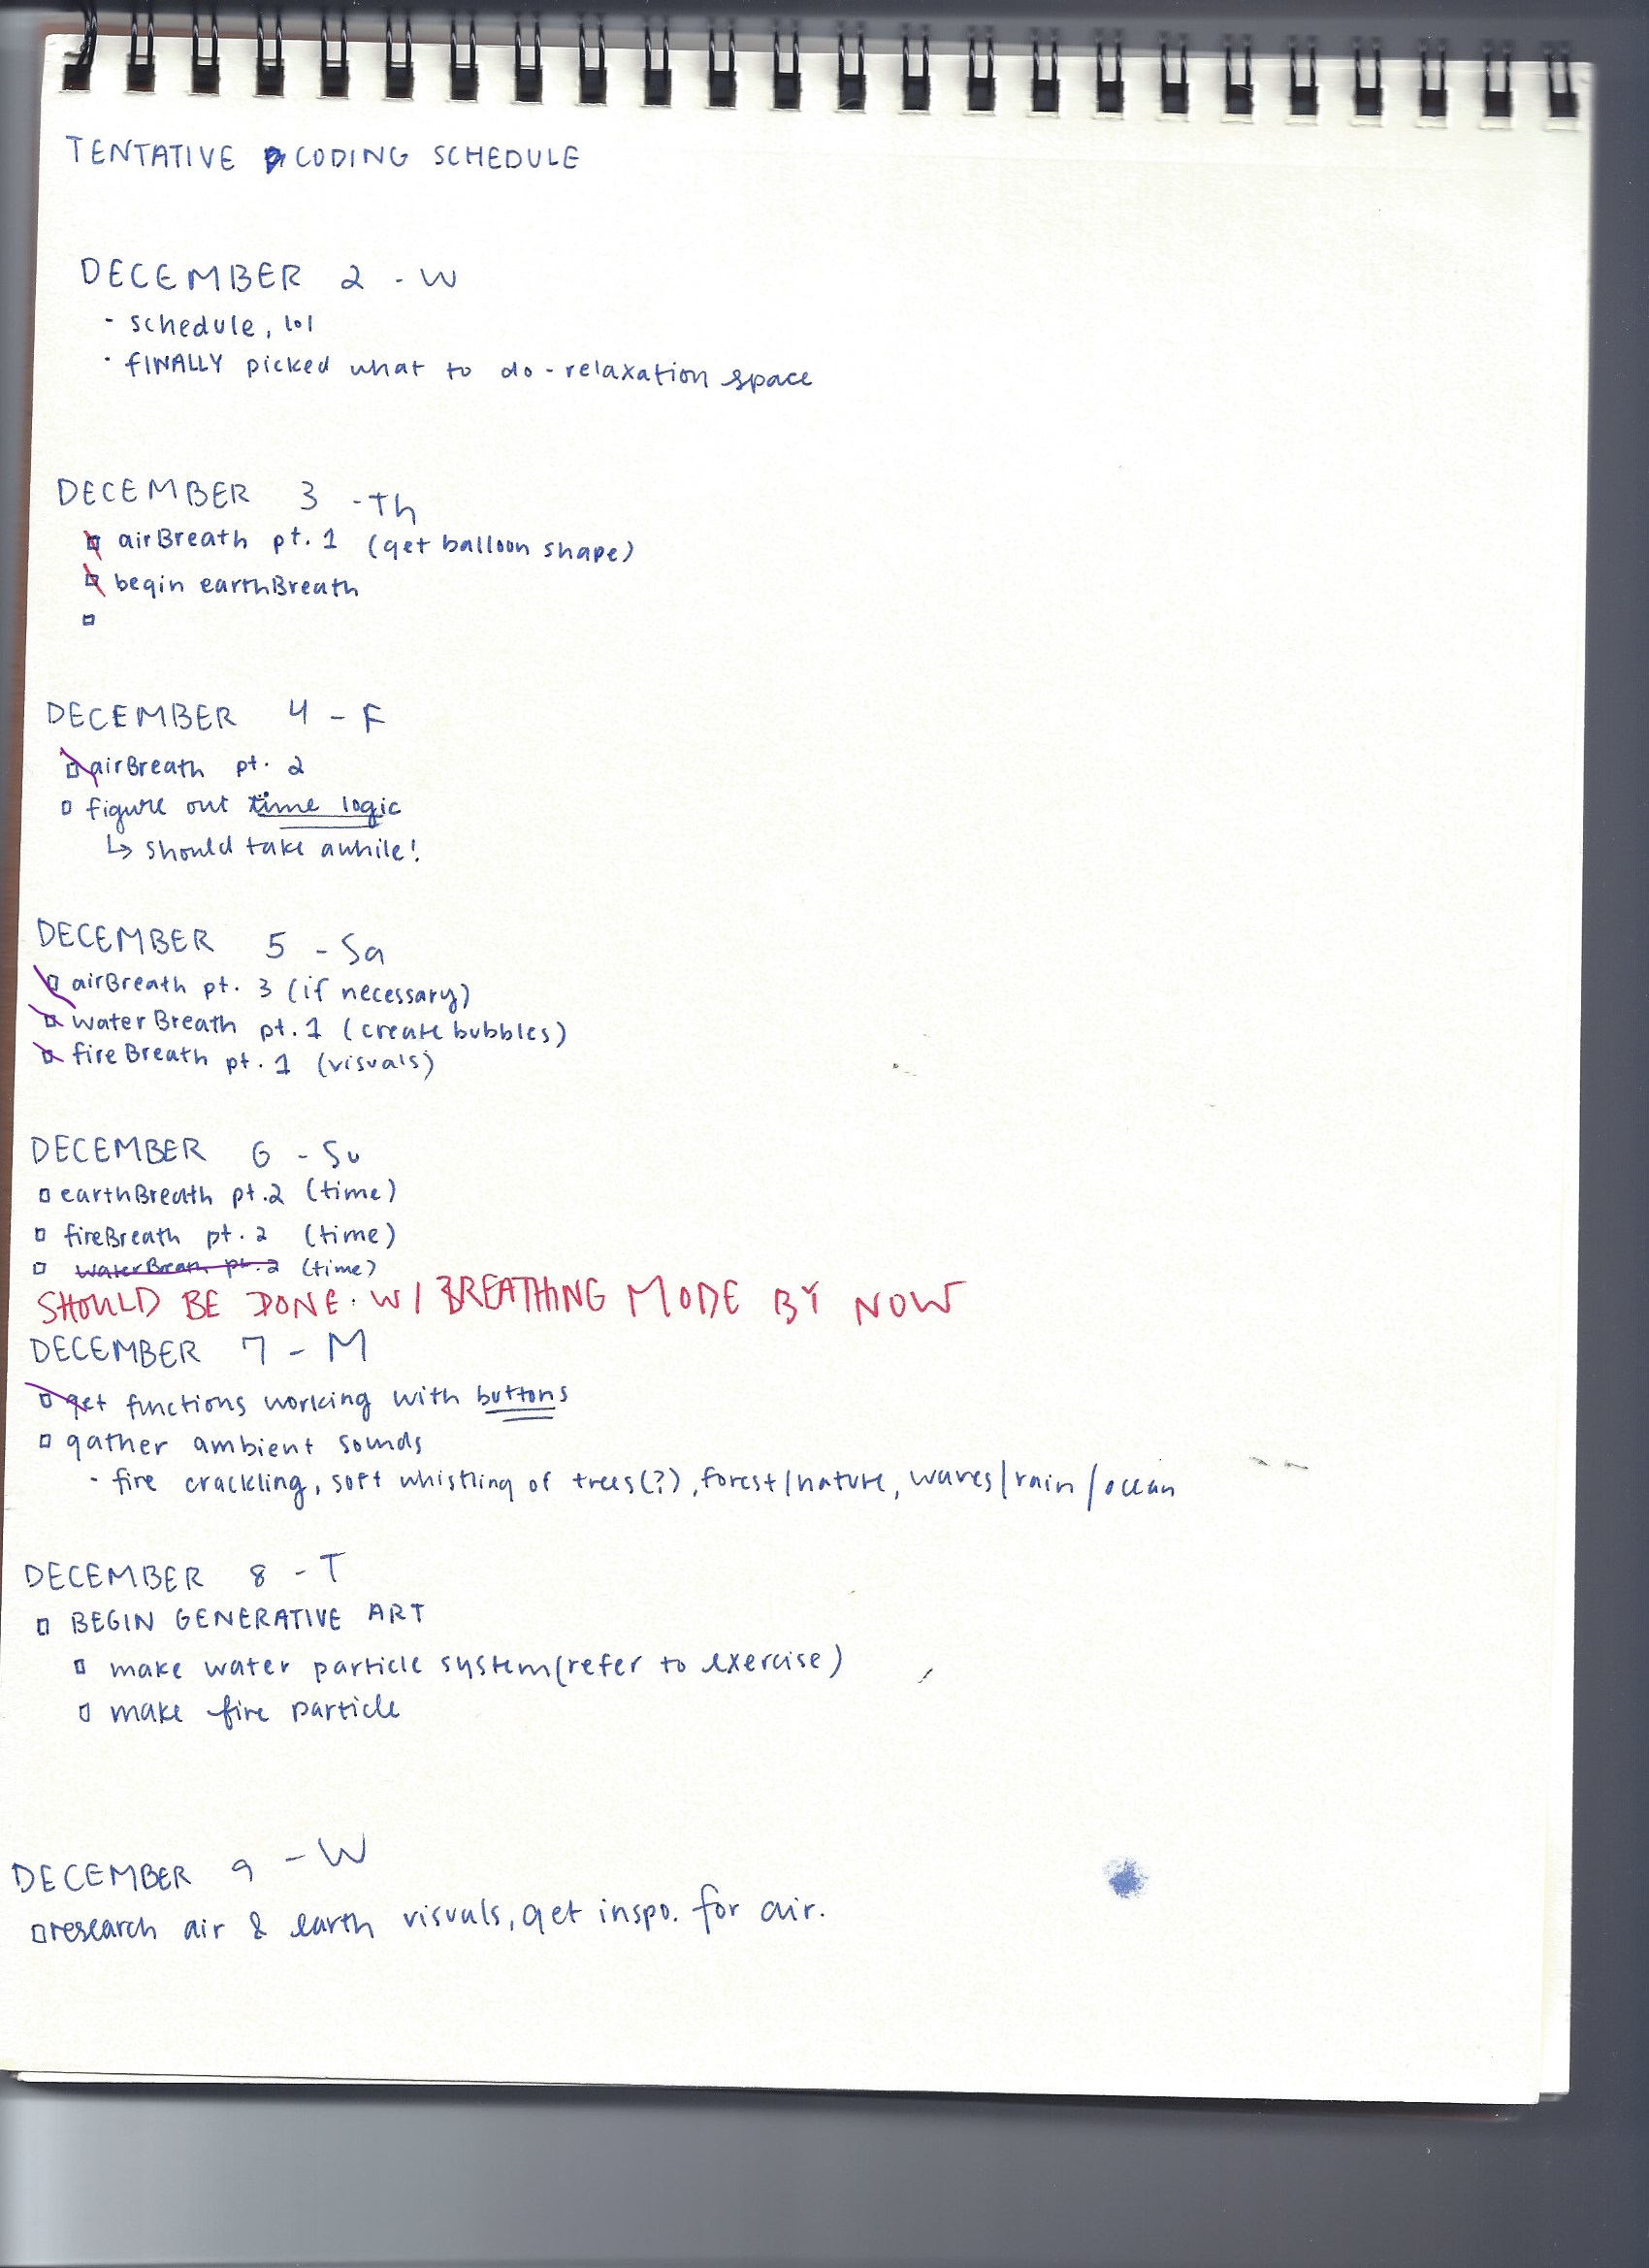 TENTATIVE CODING SCHEDULE
DECEMBER 2 - W
- schedule, lol
- FINALLY picked what to do - relaxation space
DECEMBER 3 - Th
airBreath pt. 1 (get balloon shape)
begin earthBreath
DECEMBER 4 - F
airBreath pt. 2
figure out time logic
↳ should take awhile!
DECEMBER 5 - Sa
airBreath pt. 3 (if necessary)
waterBreath pt. 1 (create bubbles)
fireBreath pt. 1 (visuals)
DECEMBER 6 - Su
earthBreath pt. 2 (time)
fireBreath pt. 2 (time)
waterBreath pt. 2 (time)
SHOULD BE DONE W/ BREATHING MODE BY NOW
DECEMBER 7 - M
get functions working with buttons
gather ambient sounds
- fire crackling, soft whistling of trees(?), forest/nature, waves/rain/ocean
DECEMBER 8 - T
BEGIN GENERATIVE ART
make water particle system (refer to exercise)
make fire particle
DECEMBER 9 - W
research air & earth visuals, get inspo. for air.